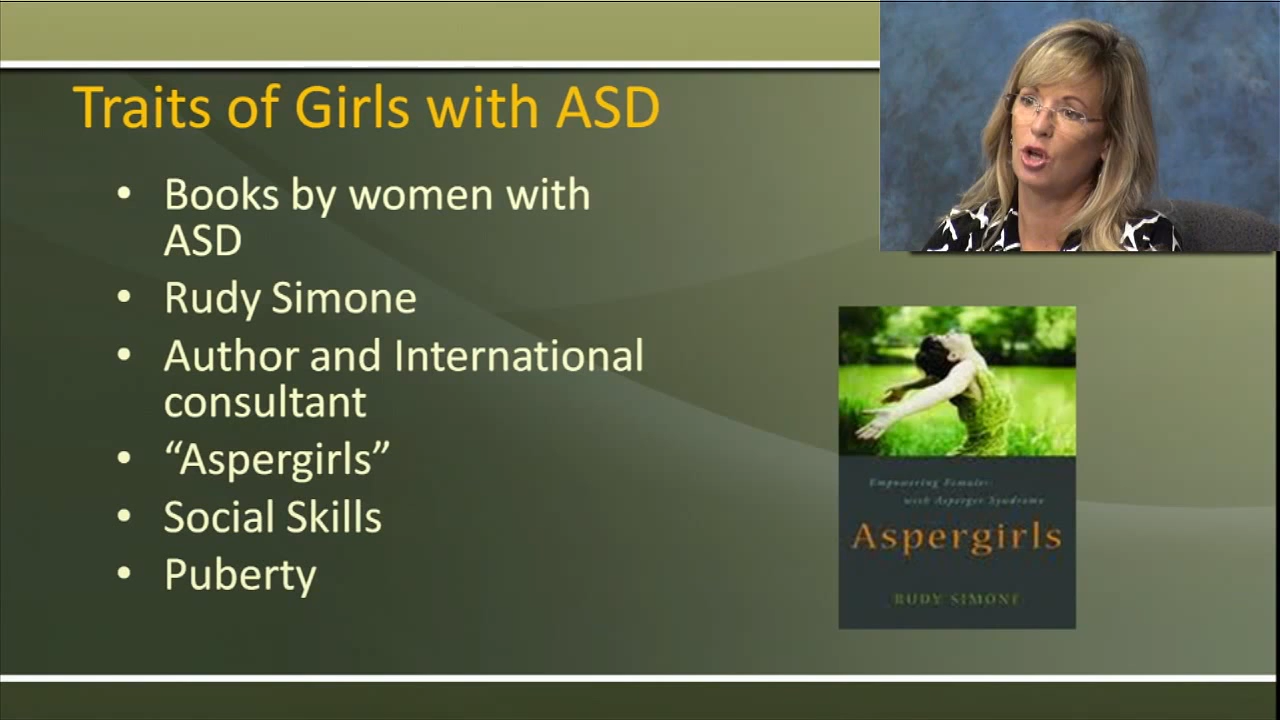 Traits of Girls with ASD
• Books by women with
ASD
• Rudy Simone
• Author and International
consultant
• “Aspergirls”
• Social Skills
• Puberty
Empowering Females
with Asperger Syndrome
Aspergirls
RUDY SIMONE